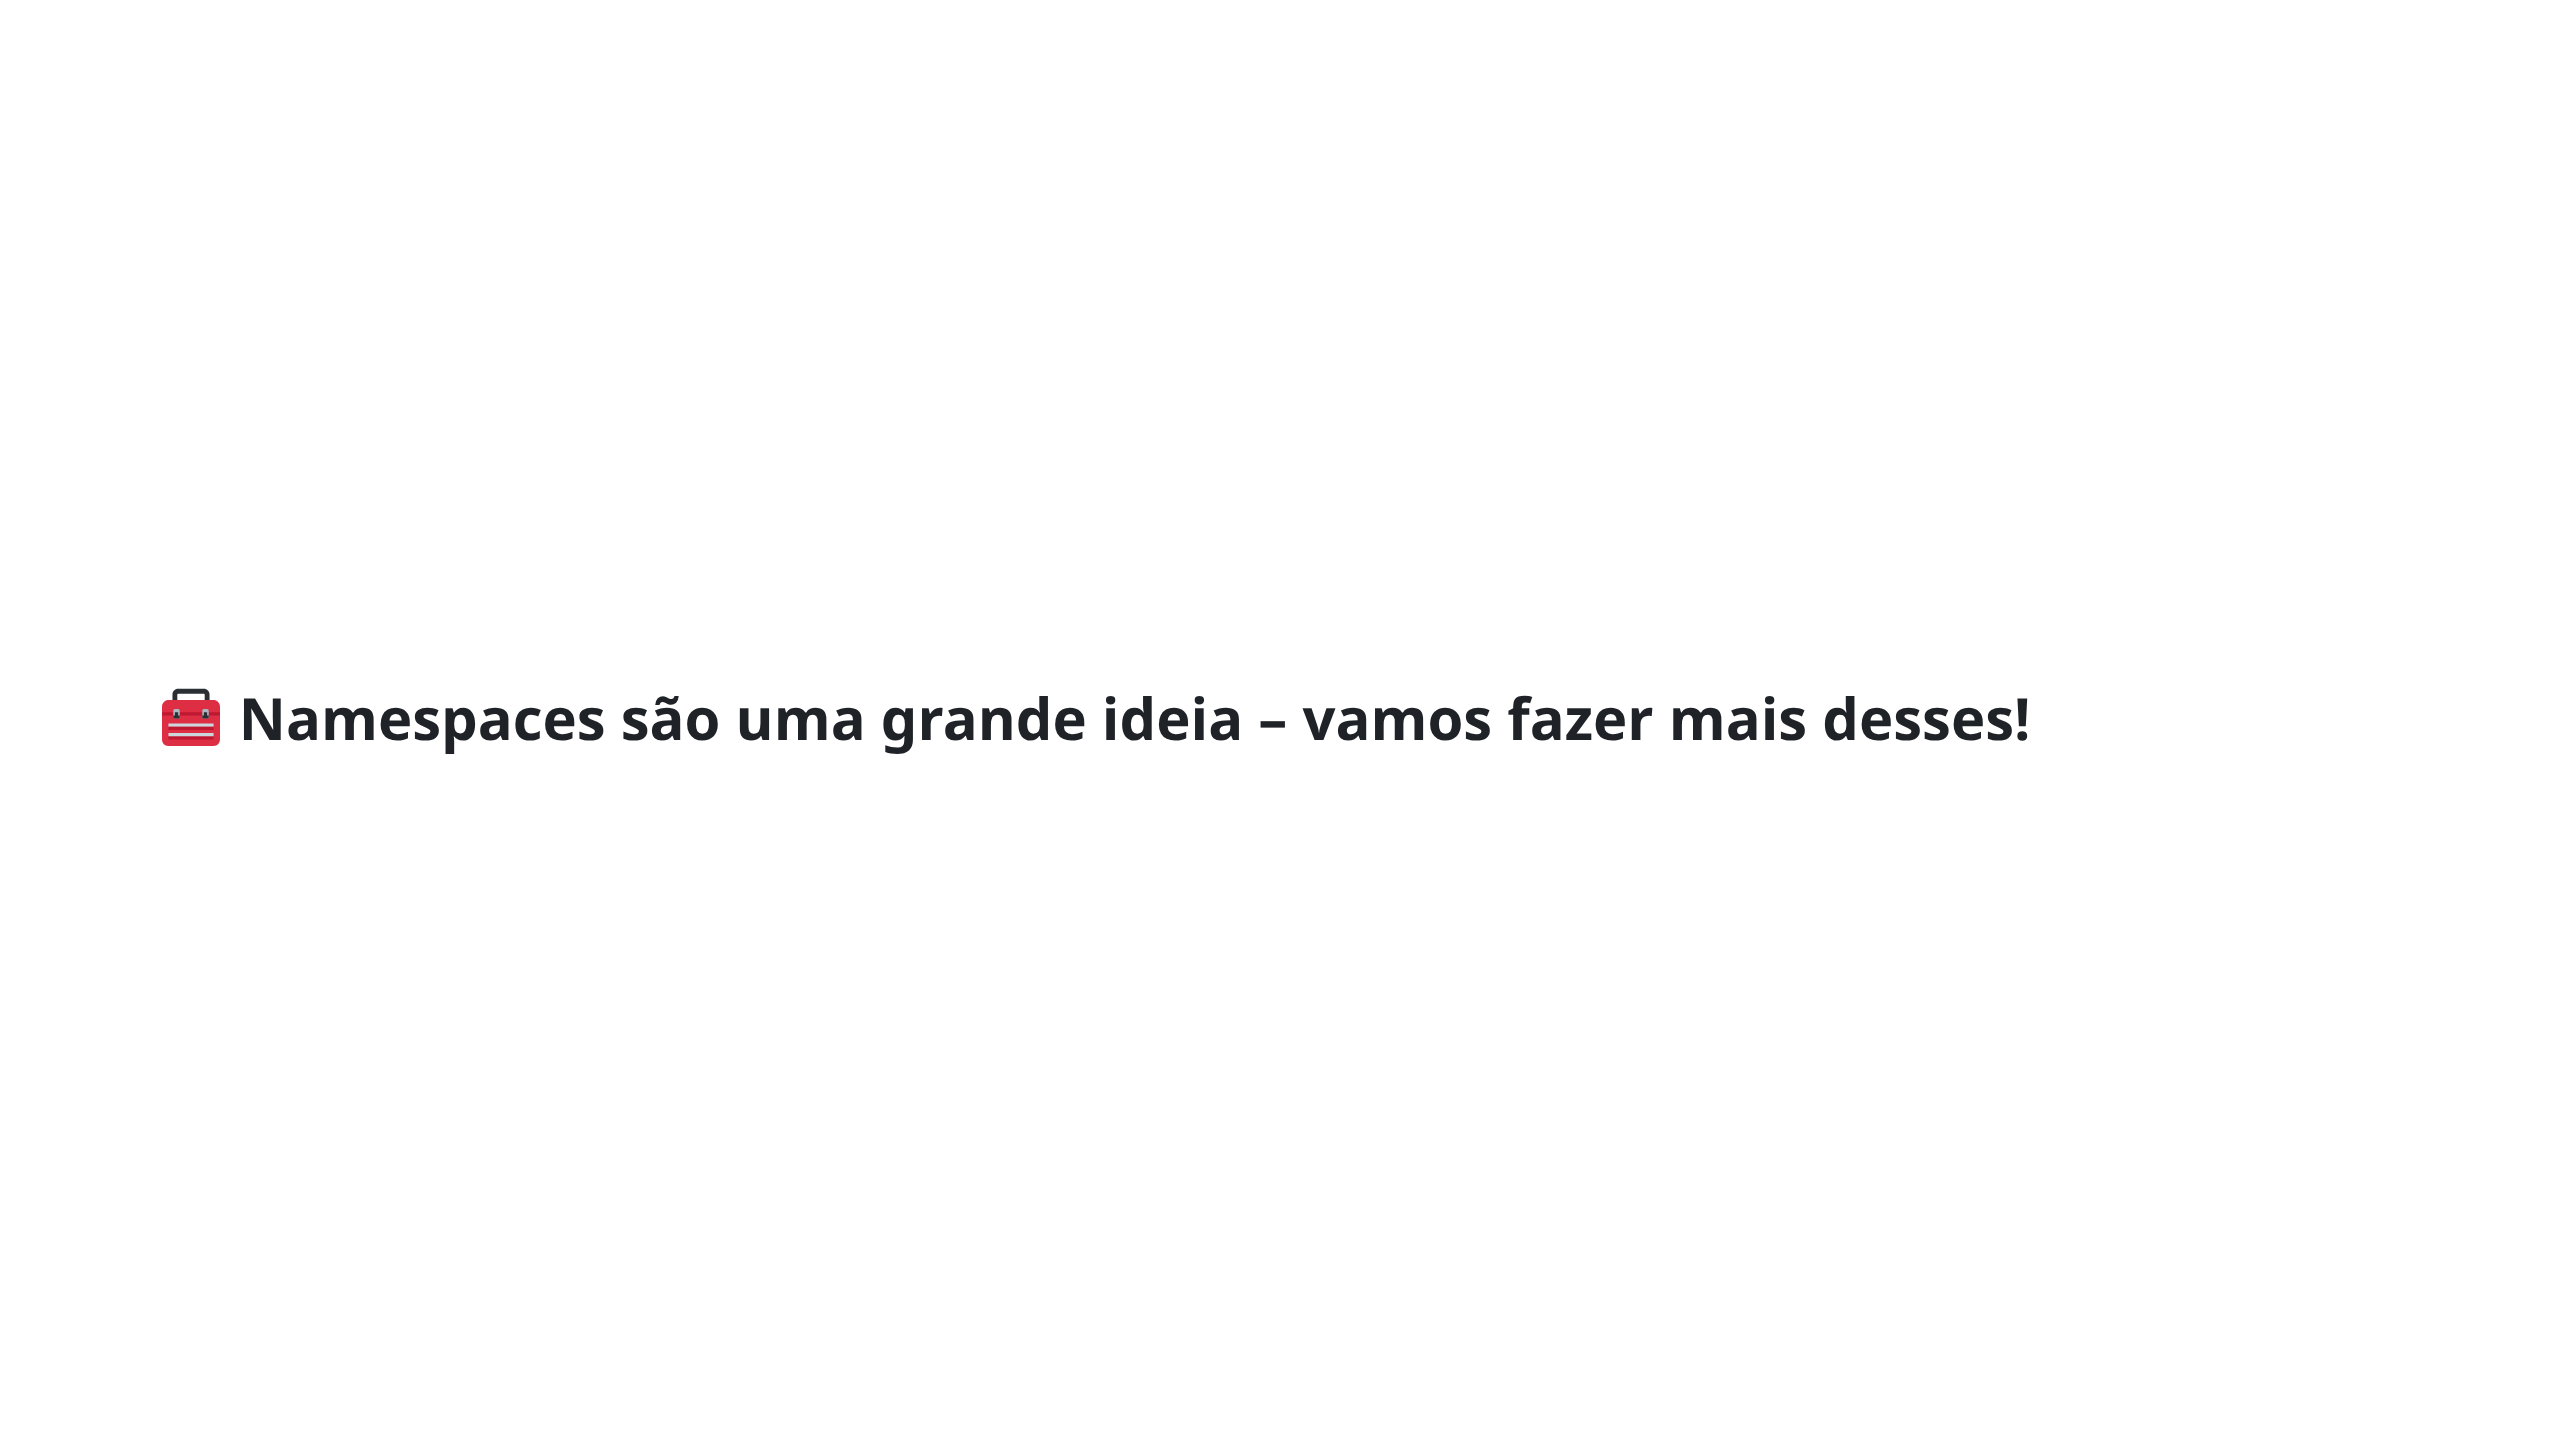 🧰 Namespaces são uma grande ideia – vamos fazer mais desses!